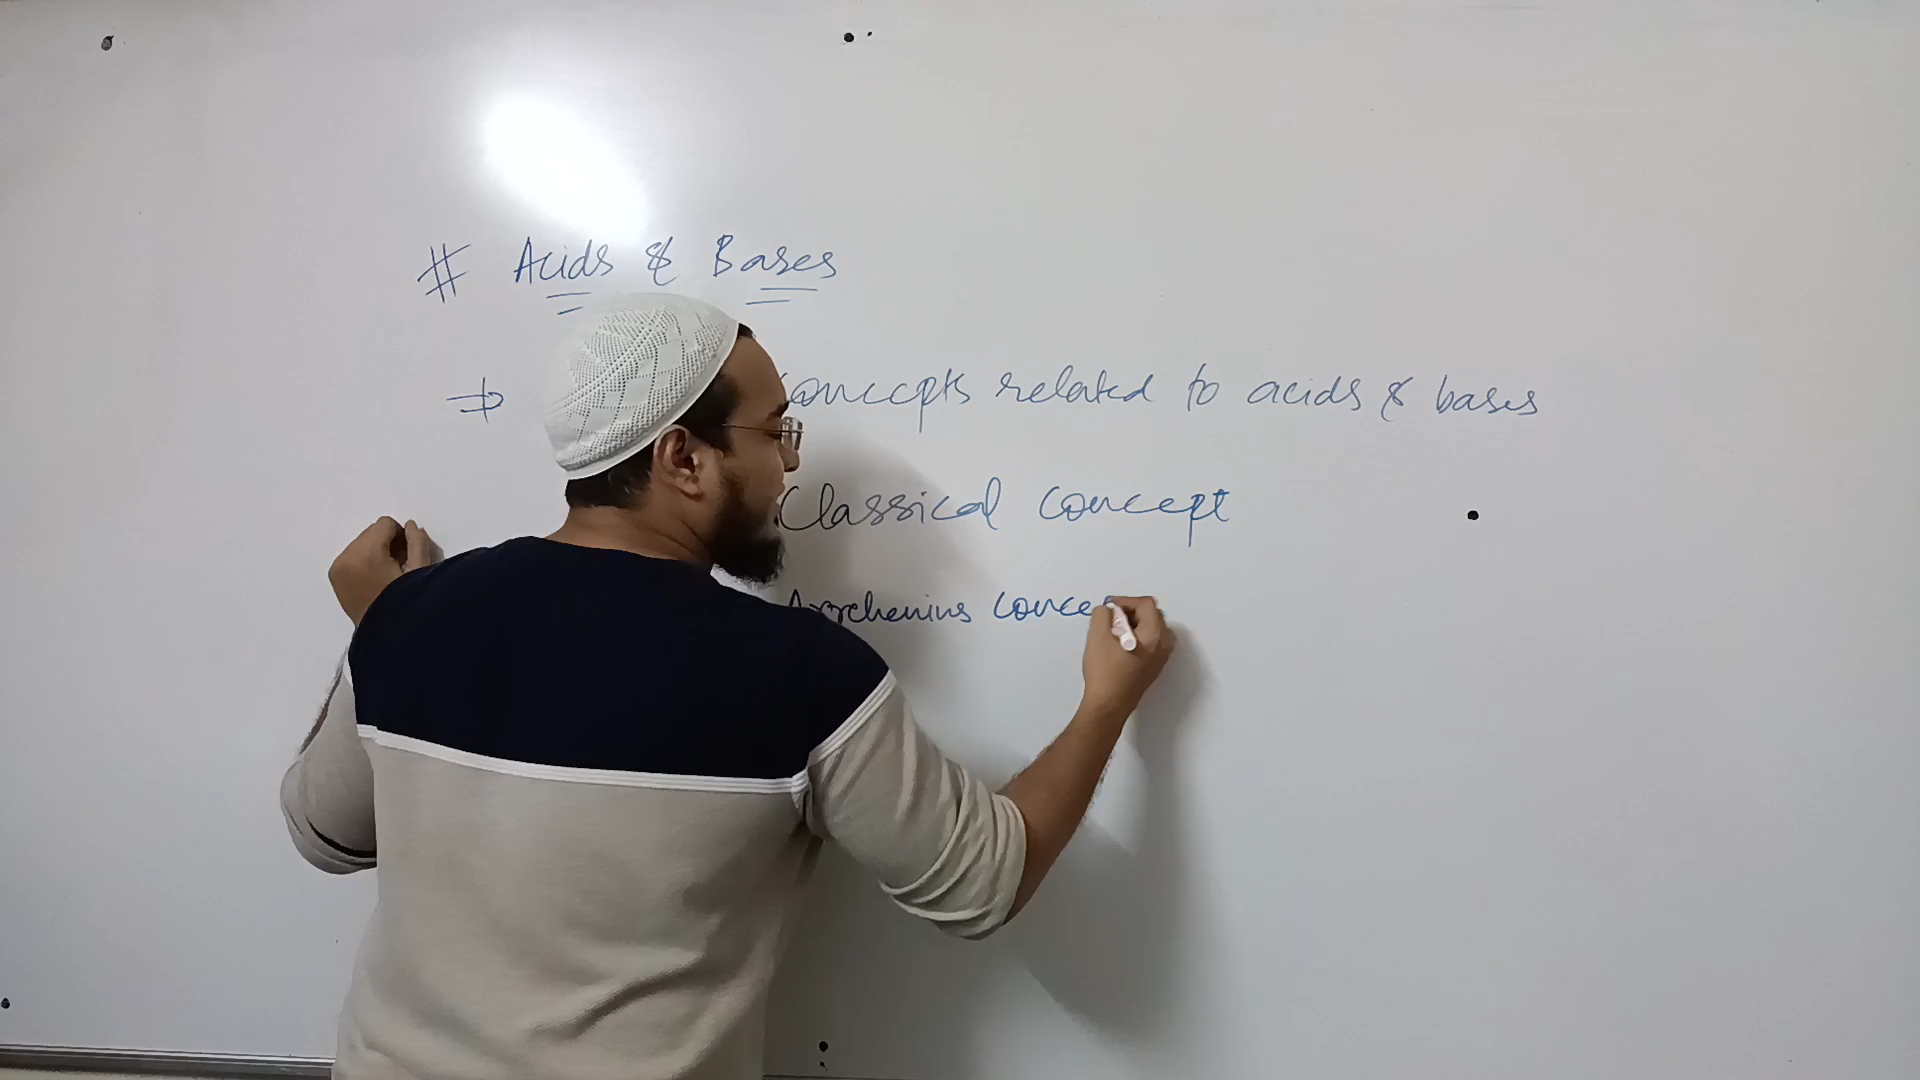 # Acids & Bases
⇒ concepts related to acids & bases
Classical concept
Arrhenius conce